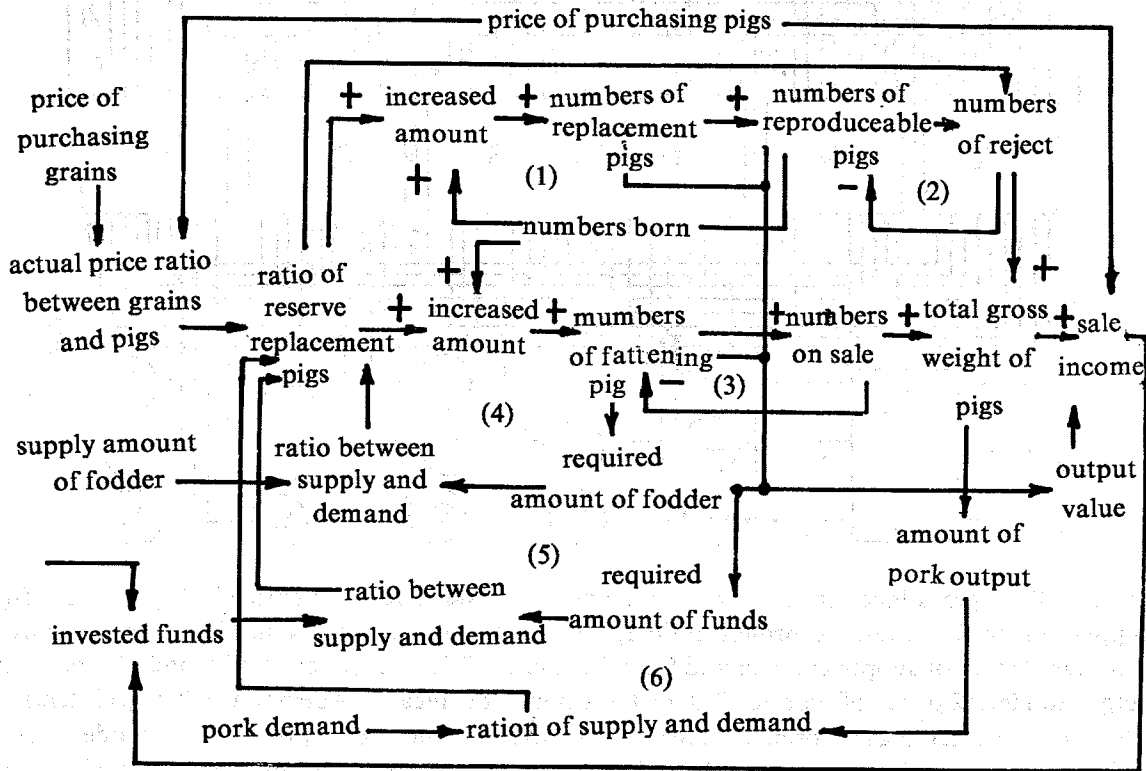 price of purchasing pigs
price of
purchasing
grains
+ increased
amount
+ numbers of
replacement
pigs
+ numbers of
reproduceable
pigs
numbers
of reject
(1)
+
−
(2)
numbers born
actual price ratio
between grains
and pigs
ratio of
reserve
replacement
pigs
+
+ increased
amount
+ mumbers
of fattening
pig
−
(3)
+ numbers
on sale
+
+ total gross
weight of
pigs
+ sale
income
(4)
supply amount
of fodder
ratio between
supply and
demand
required
amount of fodder
output
value
amount of
pork output
(5)
ratio between
supply and demand
required
amount of funds
invested funds
(6)
pork demand
ration of supply and demand